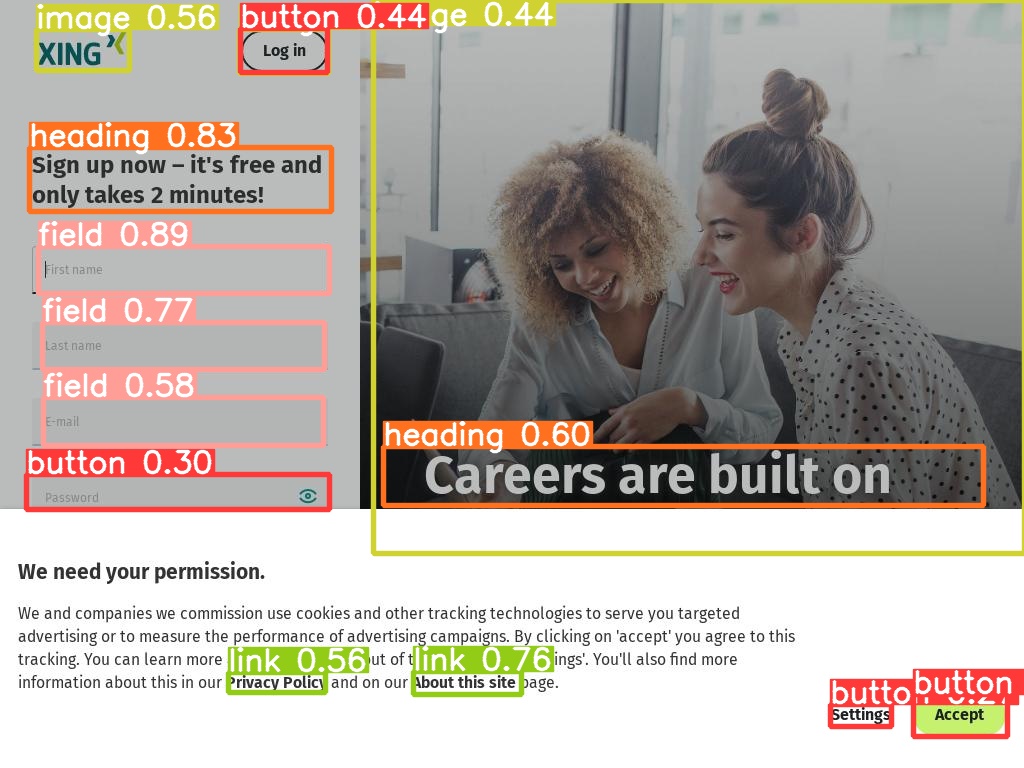 image 0.56
button 0.44
ge 0.44
XING
Log in
heading 0.83
Sign up now – it's free and
only takes 2 minutes!
field 0.89
First name
field 0.77
Last name
field 0.58
E-mail
button 0.30
Password
heading 0.60
Careers are built on
We need your permission.
We and companies we commission use cookies and other tracking technologies to serve you targeted
advertising or to measure the performance of advertising campaigns. By clicking on 'accept' you agree to this
tracking. You can learn more link 0.56 out of link 0.76 ings'. You'll also find more
information about this in our Privacy Policy and on our About this site page.
button
Settings
Accept